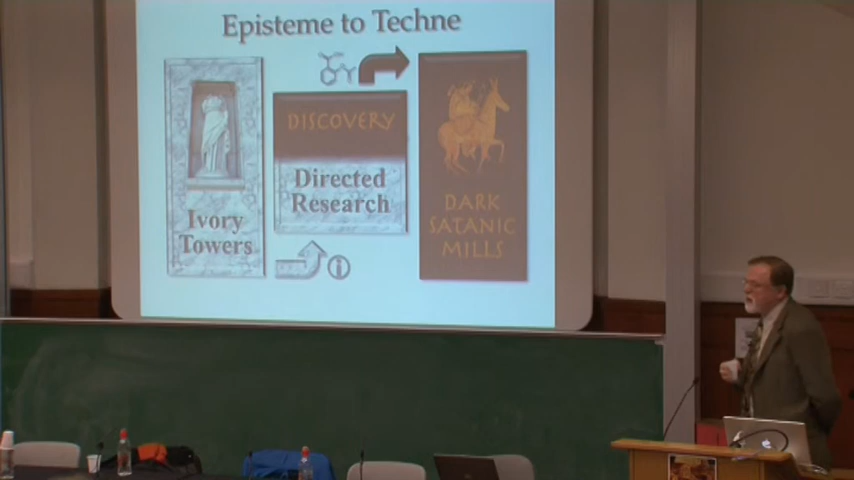 Episteme to Techne
Ivory
Towers
DISCOVERY
Directed
Research
DARK
SATANIC
MILLS